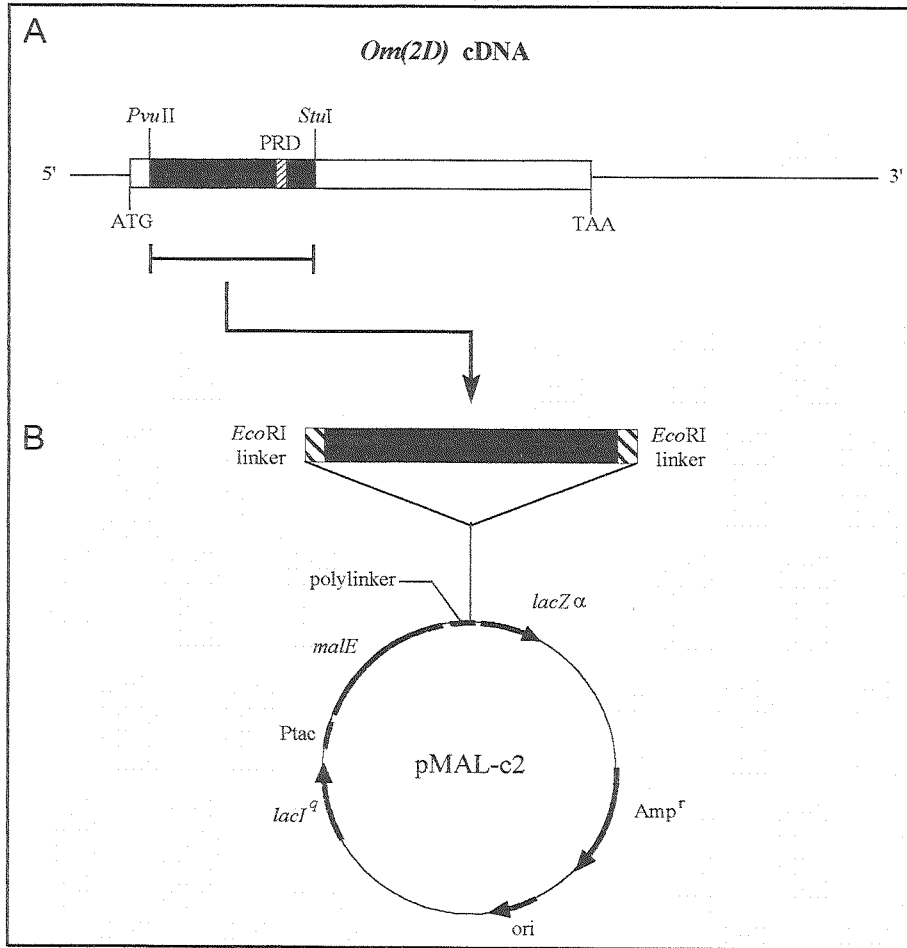 A
Om(2D) cDNA
PvuII
StuI
PRD
5'
3'
ATG
TAA
B
EcoRI
linker
EcoRI
linker
polylinker
lacZ α
malE
Ptac
pMAL-c2
lacI^q
Amp^r
ori